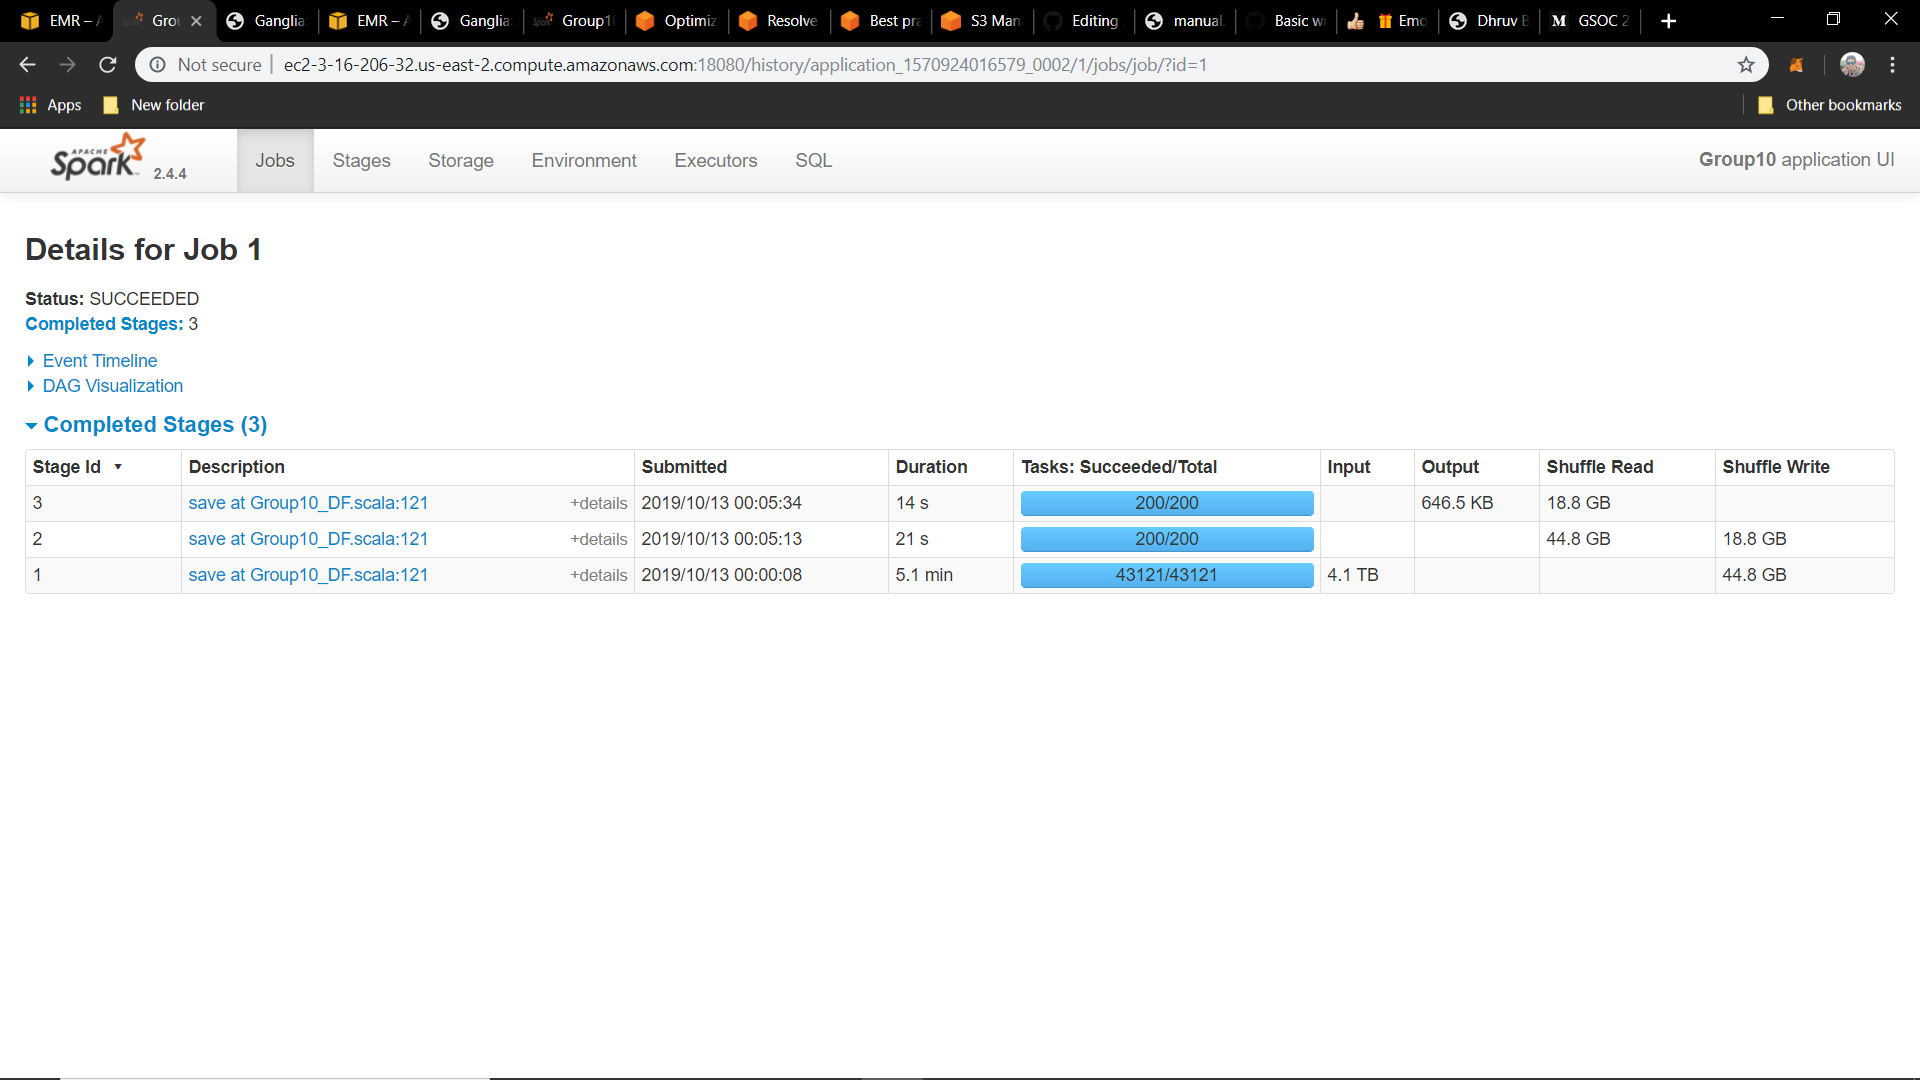 EMR – Grou Ganglia EMR – Ganglia Group1 Optimiz Resolve Best pra S3 Man Editing manual. Basic wr Emo Dhruv GSOC 2
Not secure | ec2-3-16-206-32.us-east-2.compute.amazonaws.com:18080/history/application_1570924016579_0002/1/jobs/job/?id=1
Apps New folder Other bookmarks
APACHE Spark 2.4.4 Jobs Stages Storage Environment Executors SQL Group10 application UI
Details for Job 1
Status: SUCCEEDED
Completed Stages: 3
Event Timeline
DAG Visualization
Completed Stages (3)
Stage Id Description Submitted Duration Tasks: Succeeded/Total Input Output Shuffle Read Shuffle Write
3 save at Group10_DF.scala:121 +details 2019/10/13 00:05:34 14 s 200/200 646.5 KB 18.8 GB
2 save at Group10_DF.scala:121 +details 2019/10/13 00:05:13 21 s 200/200 44.8 GB 18.8 GB
1 save at Group10_DF.scala:121 +details 2019/10/13 00:00:08 5.1 min 43121/43121 4.1 TB 44.8 GB